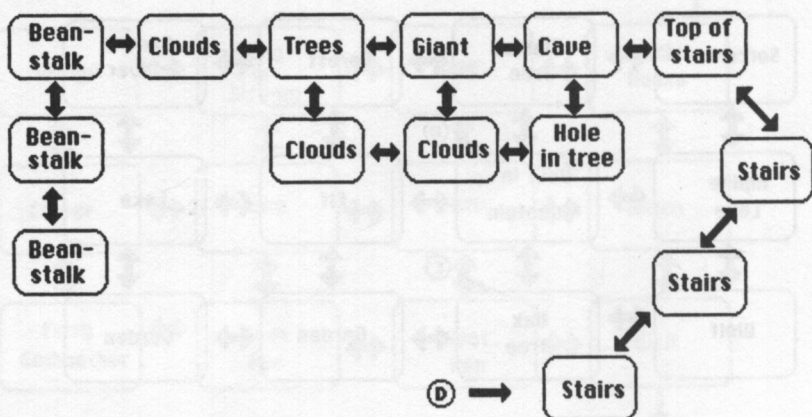 Bean-
stalk
Clouds
Trees
Giant
Cave
Top of
stairs
Bean-
stalk
Clouds
Clouds
Hole
in tree
Stairs
Bean-
stalk
Stairs
D
Stairs